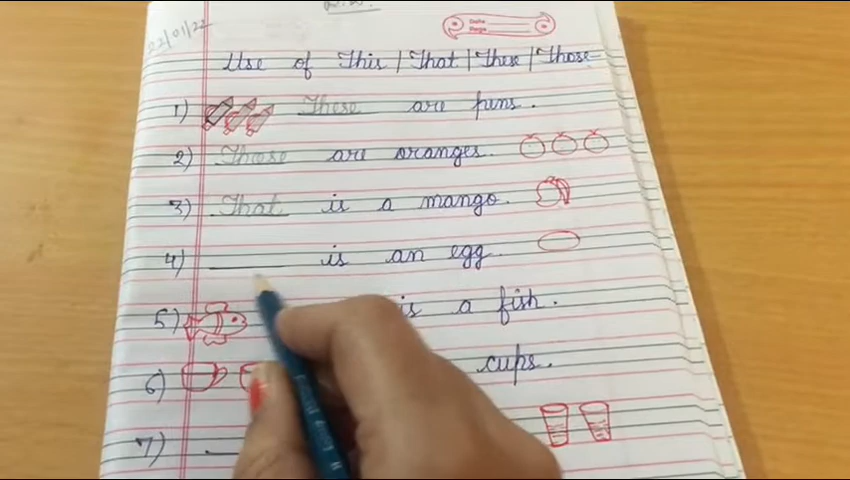 22/01/22
Date
Page
Use of This | That | These | Those
1) These are pens.
2) Those are oranges.
3) That is a mango.
4) ______ is an egg.
5) is a fish.
6) cups.
7)